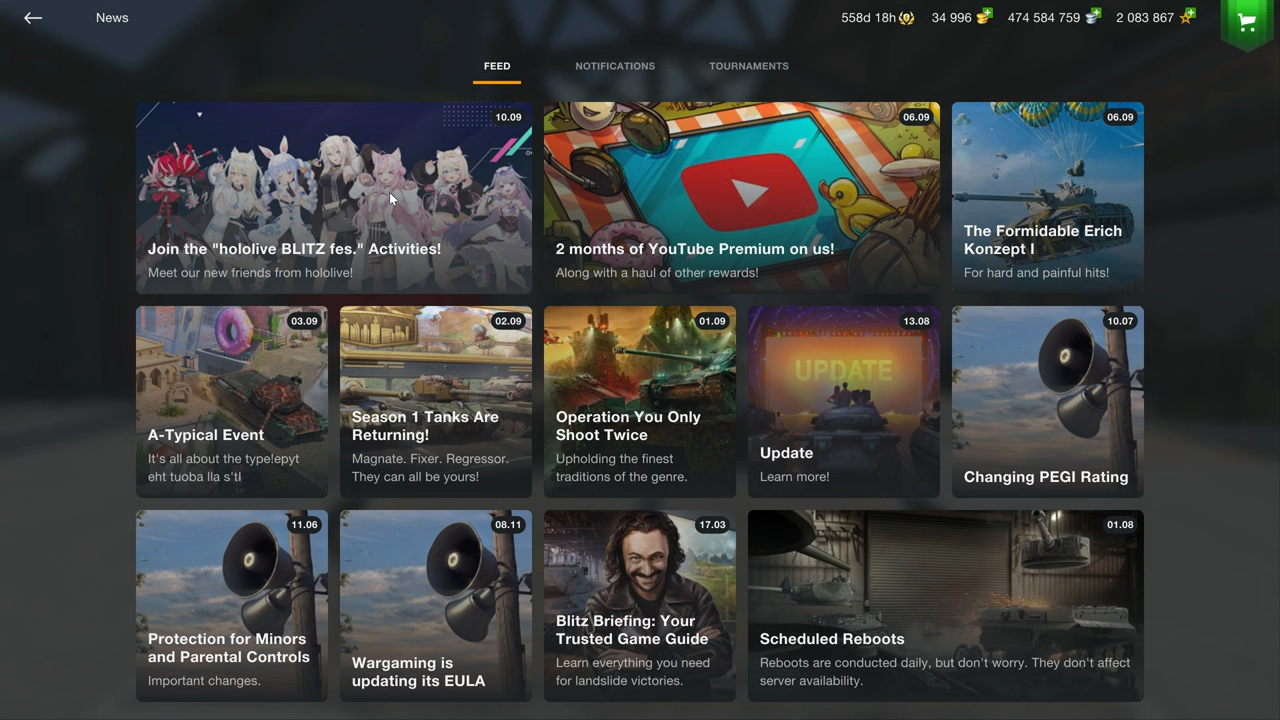 News
558d 18h
34 996
474 584 759
2 083 867
FEED
NOTIFICATIONS
TOURNAMENTS
10.09
Join the "hololive BLITZ fes." Activities!
Meet our new friends from hololive!
06.09
2 months of YouTube Premium on us!
Along with a haul of other rewards!
06.09
The Formidable Erich
Konzept I
For hard and painful hits!
03.09
A-Typical Event
It's all about the type!epyt
eht tuoba lla s'tI
02.09
Season 1 Tanks Are
Returning!
Magnate. Fixer. Regressor.
They can all be yours!
01.09
Operation You Only
Shoot Twice
Upholding the finest
traditions of the genre.
13.08
UPDATE
Update
Learn more!
10.07
Changing PEGI Rating
11.06
Protection for Minors
and Parental Controls
Important changes.
08.11
Wargaming is
updating its EULA
17.03
Blitz Briefing: Your
Trusted Game Guide
Learn everything you need
for landslide victories.
01.08
Scheduled Reboots
Reboots are conducted daily, but don't worry. They don't affect
server availability.